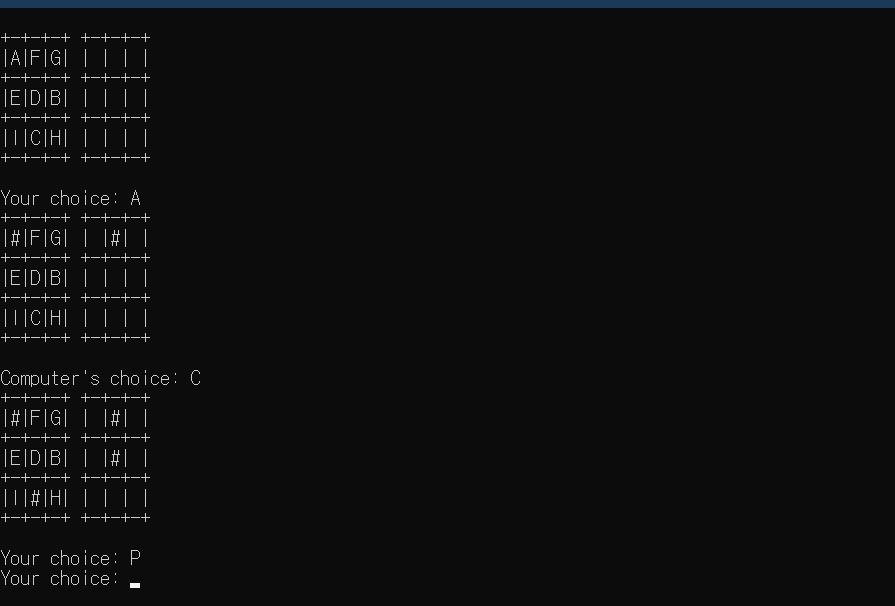 +-+-+-+ +-+-+-+
|A|F|G| | | | |
+-+-+-+ +-+-+-+
|E|D|B| | | | |
+-+-+-+ +-+-+-+
|I|C|H| | | | |
+-+-+-+ +-+-+-+
Your choice: A
+-+-+-+ +-+-+-+
|#|F|G| | |#| |
+-+-+-+ +-+-+-+
|E|D|B| | | | |
+-+-+-+ +-+-+-+
|I|C|H| | | | |
+-+-+-+ +-+-+-+
Computer's choice: C
+-+-+-+ +-+-+-+
|#|F|G| | |#| |
+-+-+-+ +-+-+-+
|E|D|B| | |#| |
+-+-+-+ +-+-+-+
|I|#|H| | | | |
+-+-+-+ +-+-+-+
Your choice: P
Your choice: